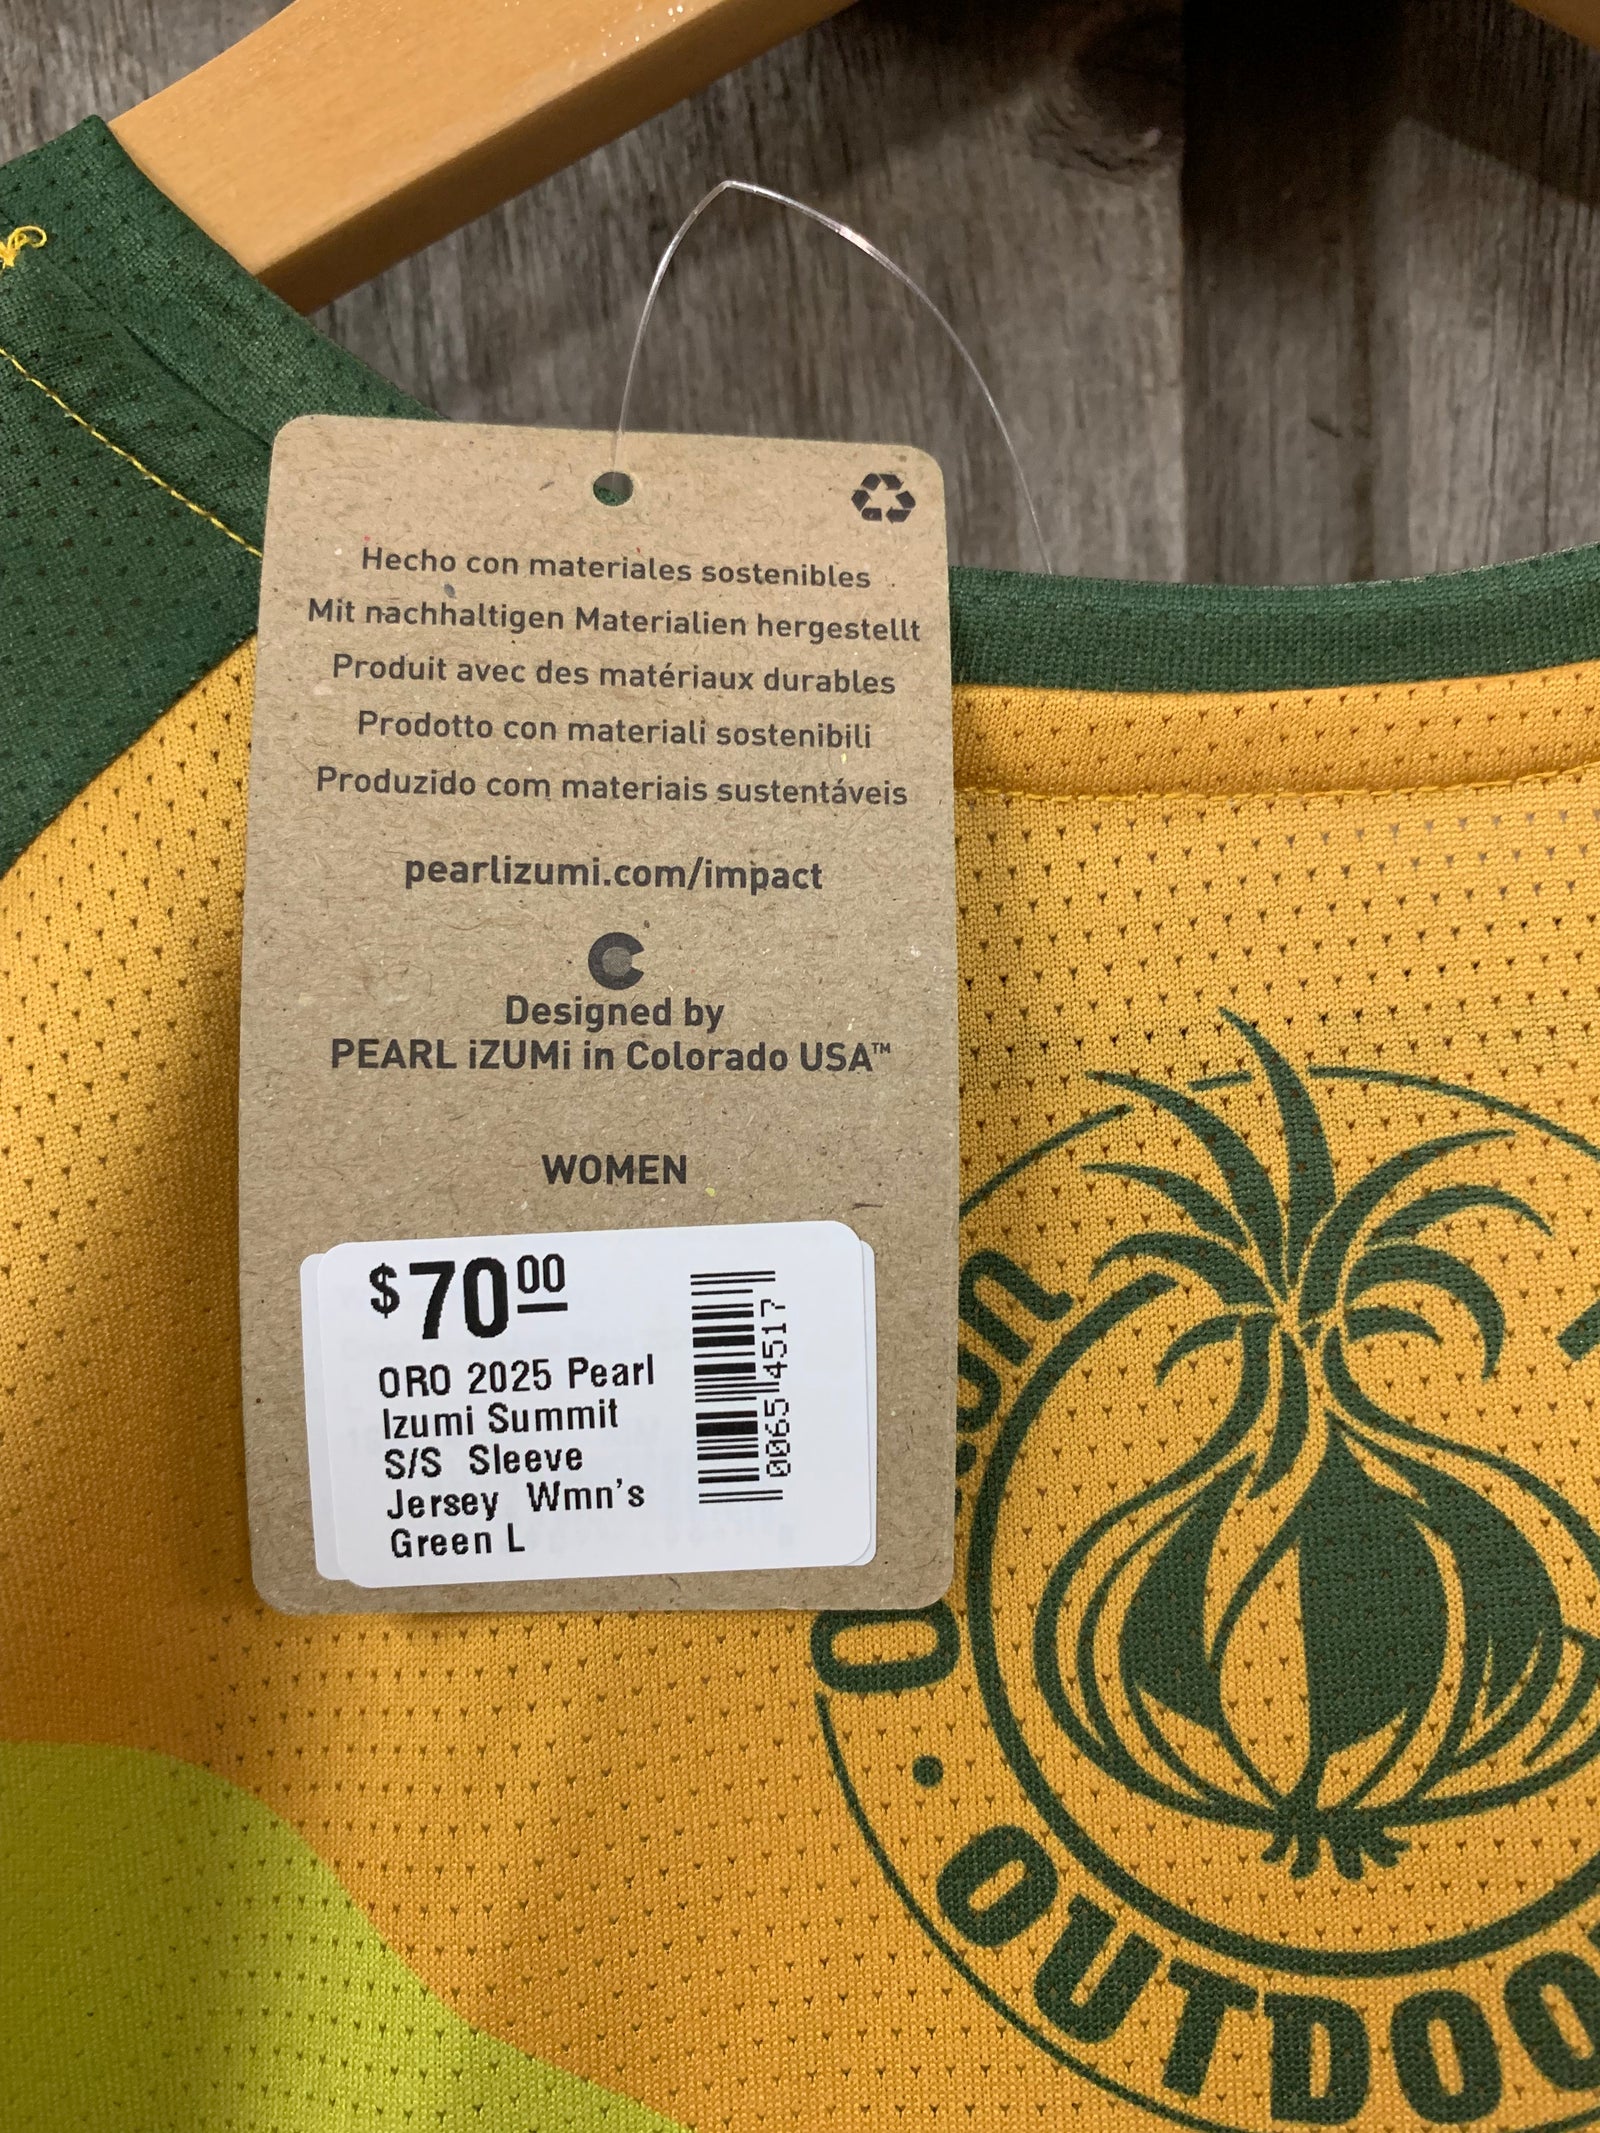 Hecho con materiales sostenibles
Mit nachhaltigen Materialien hergestellt
Produit avec des matériaux durables
Prodotto con materiali sostenibili
Produzido com materiais sustentáveis
pearlizumi.com/impact
Designed by
PEARL iZUMi in Colorado USA™
WOMEN
$70.00
ORO 2025 Pearl
Izumi Summit
S/S Sleeve
Jersey Wmn's
Green L
0065 4517